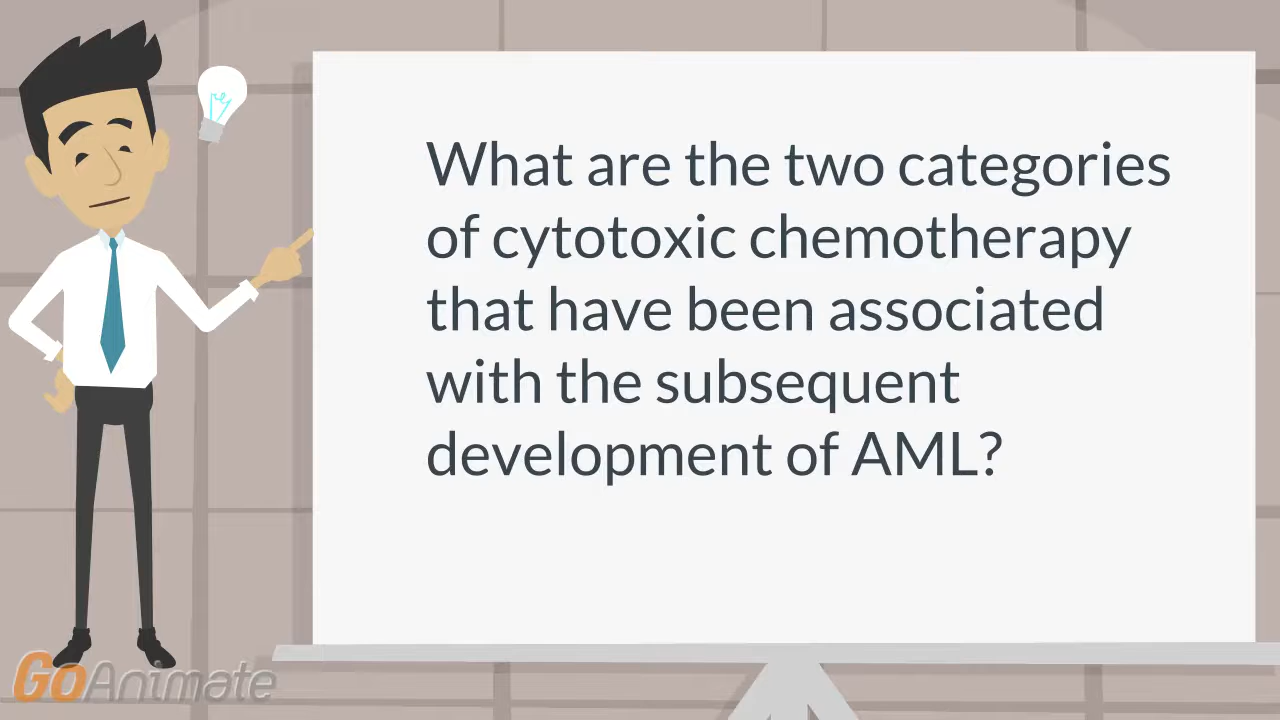 What are the two categories
of cytotoxic chemotherapy
that have been associated
with the subsequent
development of AML?
GoAnimate